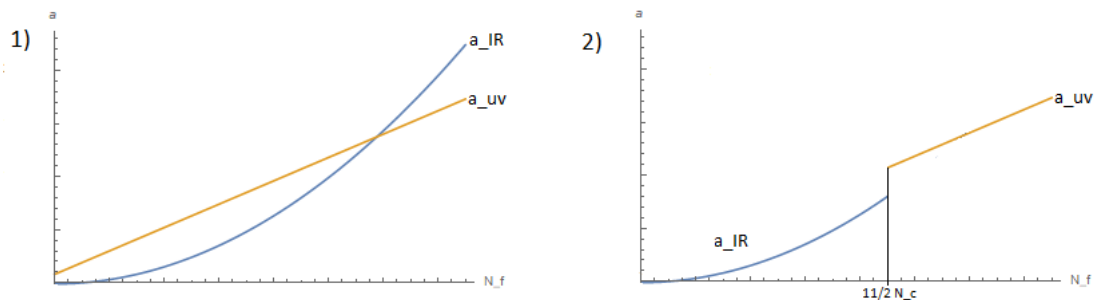 1)
a
a_IR
a_uv
N_f
2)
a
a_uv
a_IR
N_f
11/2 N_c